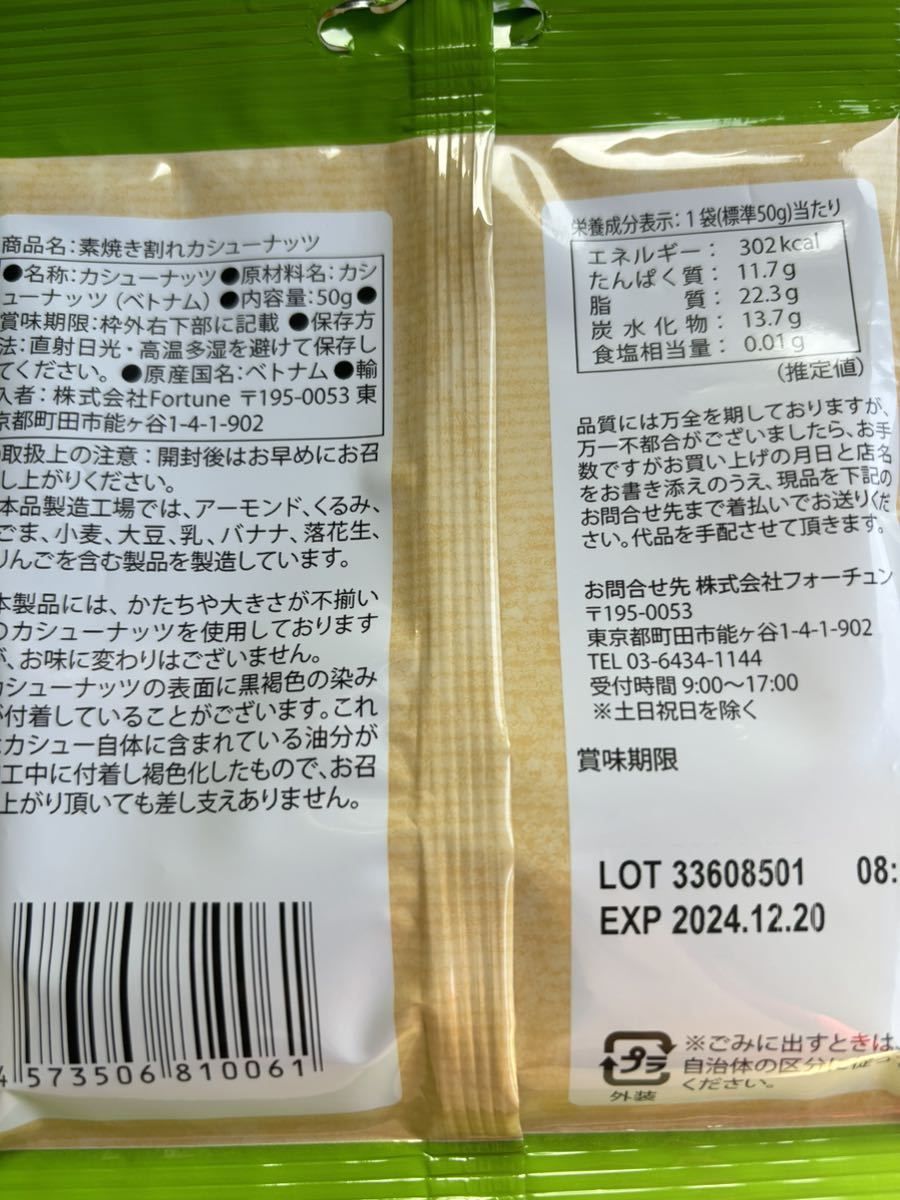 商品名：素焼き割れカシューナッツ
●名称：カシューナッツ●原材料名：カシ
ューナッツ（ベトナム）●内容量：50g●
賞味期限：枠外右下部に記載 ●保存方
法：直射日光・高温多湿を避けて保存し
てください。●原産国名：ベトナム●輸
入者：株式会社Fortune 〒195-0053 東
京都町田市能ヶ谷1-4-1-902
取扱上の注意：開封後はお早めにお召
し上がりください。
本品製造工場では、アーモンド、くるみ、
ごま、小麦、大豆、乳、バナナ、落花生、
りんごを含む製品を製造しています。
本製品には、かたちや大きさが不揃い
のカシューナッツを使用しております
が、お味に変わりはございません。
カシューナッツの表面に黒褐色の染み
が付着していることがございます。これ
はカシュー自体に含まれている油分が
加工中に付着し褐色化したもので、お召
し上がり頂いても差し支えありません。
4 573506 810061
栄養成分表示：1袋(標準50g)当たり
エネルギー： 302kcal
たんぱく質： 11.7g
脂質： 22.3g
炭水化物： 13.7g
食塩相当量： 0.01g
(推定値)
品質には万全を期しておりますが、
万一不都合がございましたら、お手
数ですがお買い上げの月日と店名
をお書き添えのうえ、現品を下記の
お問合せ先まで着払いでお送りくだ
さい。代品を手配させて頂きます。
お問合せ先 株式会社フォーチュン
〒195-0053
東京都町田市能ヶ谷1-4-1-902
TEL 03-6434-1144
受付時間 9:00～17:00
※土日祝日を除く
賞味期限
LOT 33608501 08:
EXP 2024.12.20
プラ
外装
※ごみに出すときは、
自治体の区分に従って
ください。